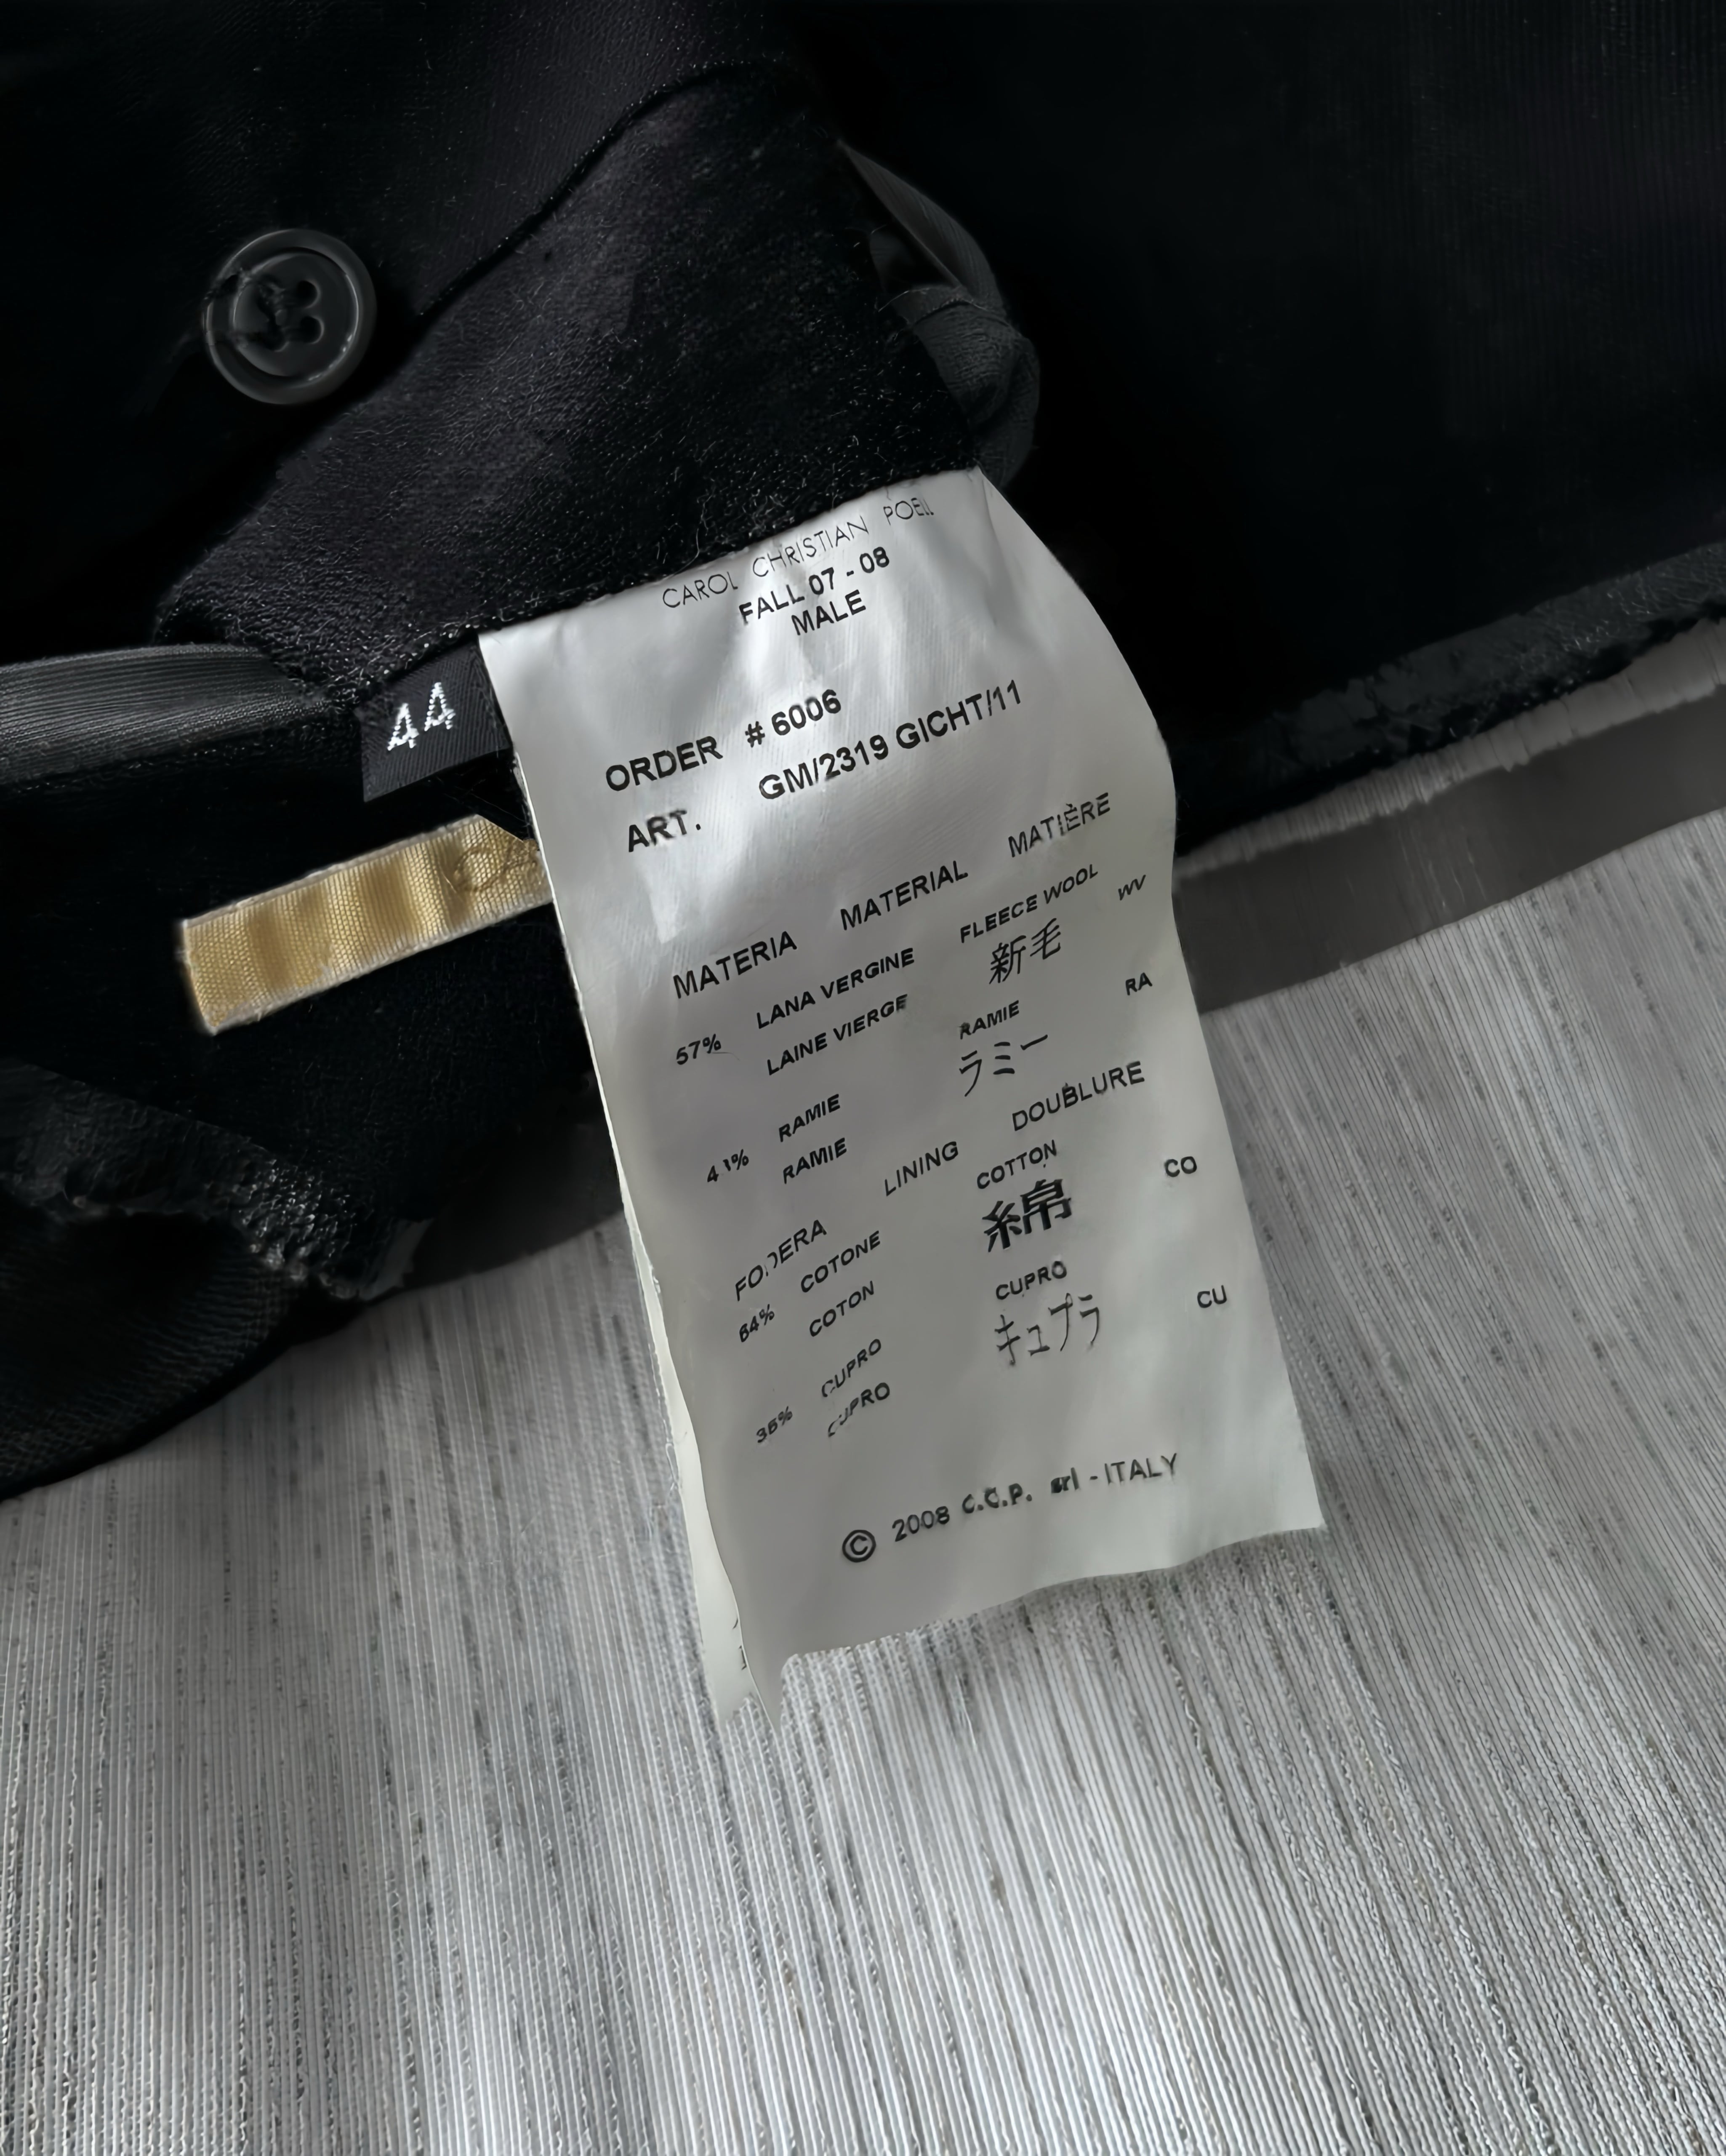 CAROL CHRISTIAN POELL
FALL 07 - 08
MALE
44
ORDER # 6006
ART. GM/2319 GICHT/11
MATERIA MATERIAL MATIÈRE
57% LANA VERGINE FLEECE WOOL WV
LAINE VIERGE 新毛
RAMIE RAMIE RA
RAMIE ラミー
FODERA LINING DOUBLURE
64% COTONE COTTON CO
COTON 綿
CUPRO CUPRO CU
36% CUPRO キュプラ
© 2008 C.C.P. srl - ITALY